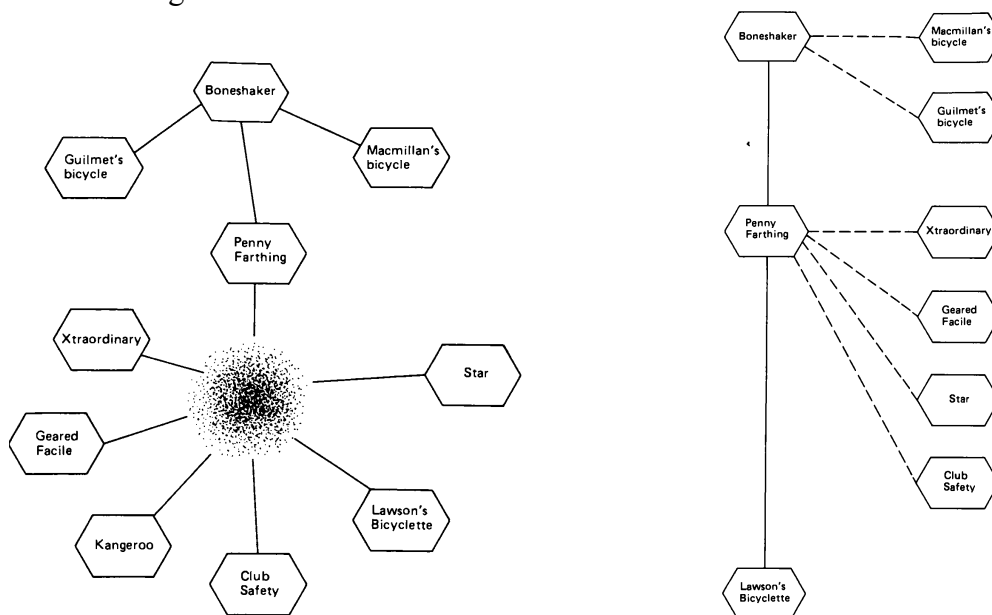 Boneshaker
Guilmet's
bicycle
Macmillan's
bicycle
Penny
Farthing
Xtraordinary
Star
Geared
Facile
Lawson's
Bicyclette
Kangeroo
Club
Safety
Boneshaker
Macmillan's
bicycle
Guilmet's
bicycle
Penny
Farthing
Xtraordinary
Geared
Facile
Star
Club
Safety
Lawson's
Bicyclette